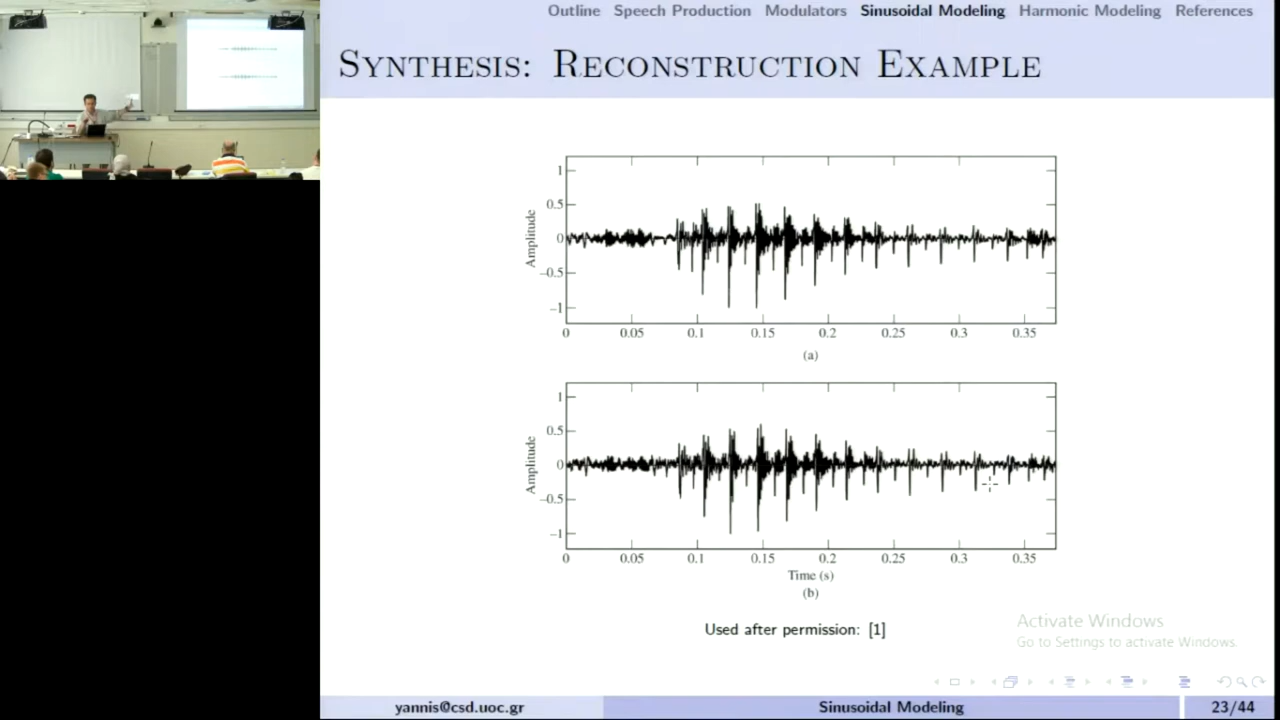 Outline Speech Production Modulators Sinusoidal Modeling Harmonic Modeling References
SYNTHESIS: RECONSTRUCTION EXAMPLE
1
0.5
0
−0.5
−1
Amplitude
0 0.05 0.1 0.15 0.2 0.25 0.3 0.35
(a)
1
0.5
0
−0.5
−1
Amplitude
0 0.05 0.1 0.15 0.2 0.25 0.3 0.35
Time (s)
(b)
Used after permission: [1]
Activate Windows
Go to Settings to activate Windows.
yannis@csd.uoc.gr Sinusoidal Modeling 23/44